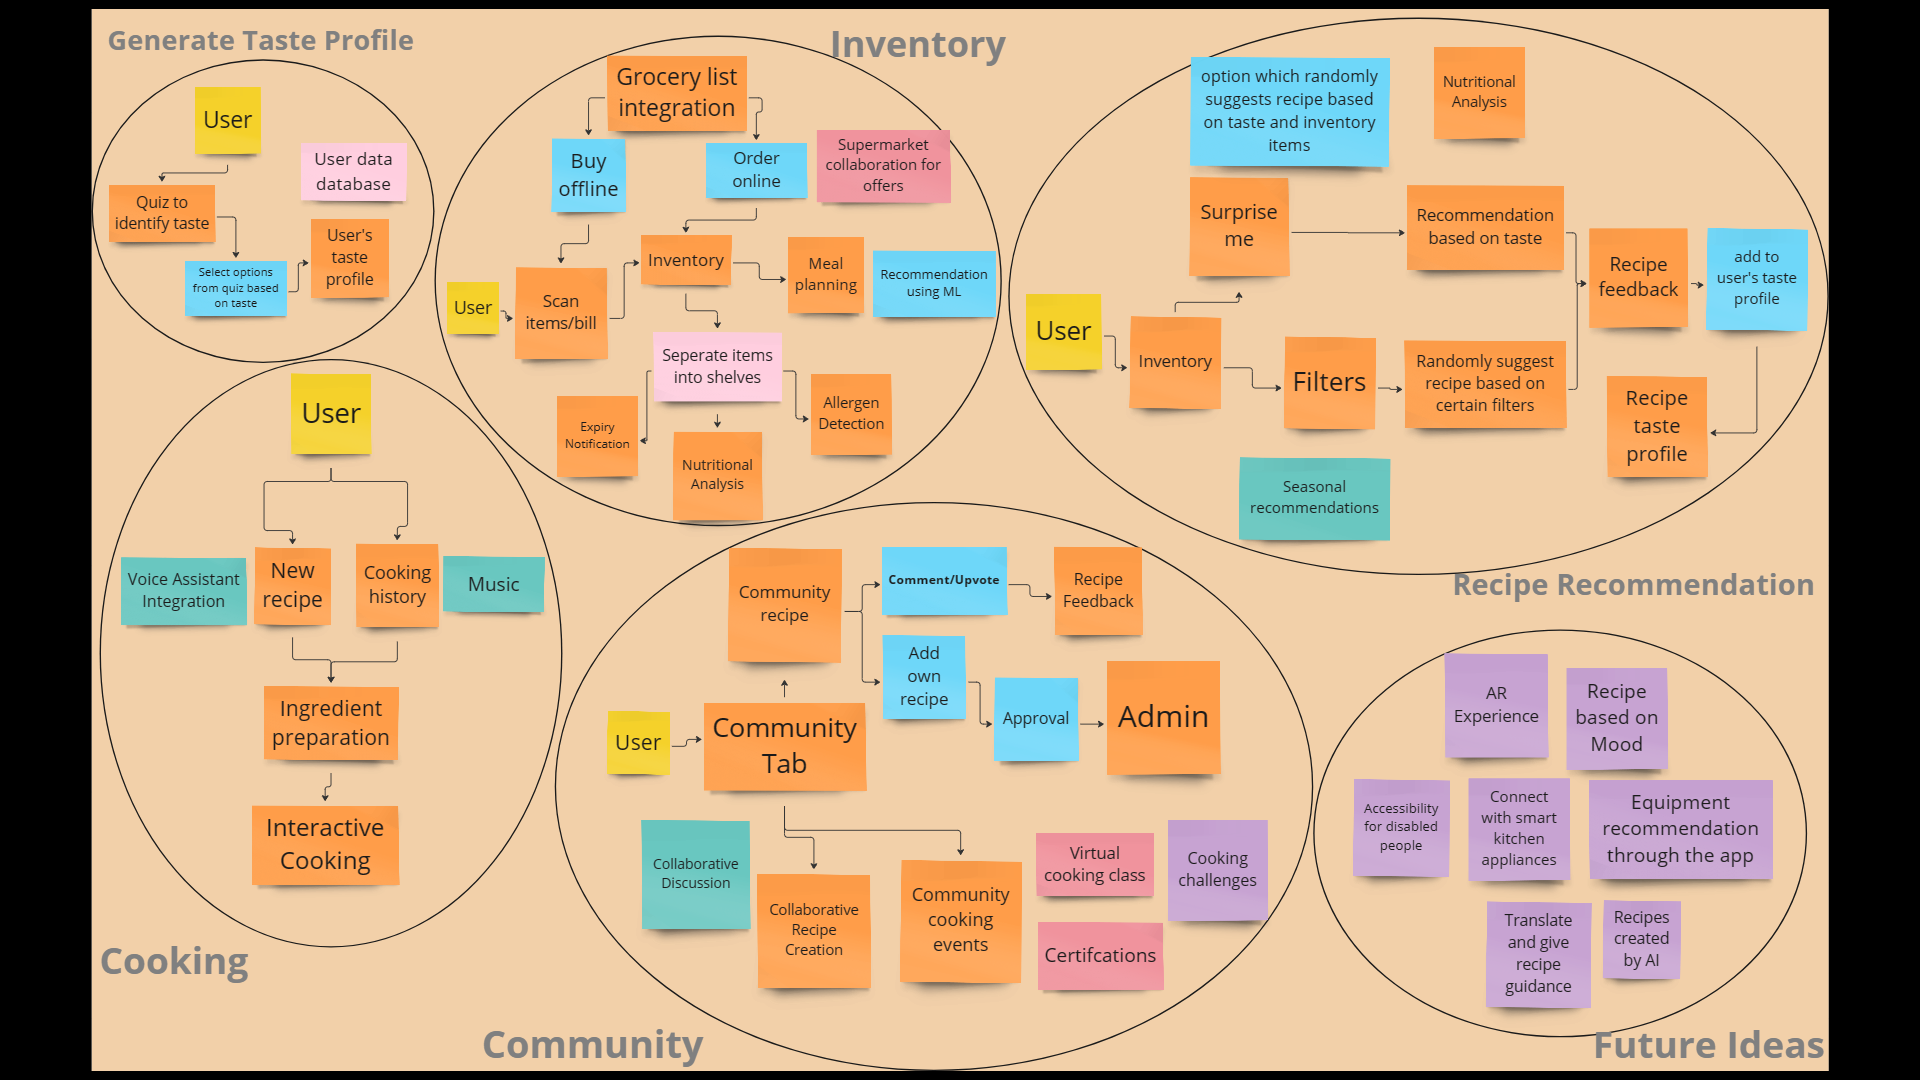 Generate Taste Profile
User
Quiz to
identify taste
Select options
from quiz based
on taste
User data
database
User's
taste
profile
Inventory
Grocery list
integration
Buy
offline
Order
online
Supermarket
collaboration for
offers
User
Scan
items/bill
Inventory
Meal
planning
Recommendation
using ML
Seperate items
into shelves
Expiry
Notification
Nutritional
Analysis
Allergen
Detection
option which randomly
suggests recipe based
on taste and inventory
items
Nutritional
Analysis
Surprise
me
Recommendation
based on taste
Recipe
feedback
add to
user's taste
profile
User
Inventory
Filters
Randomly suggest
recipe based on
certain filters
Recipe
taste
profile
Seasonal
recommendations
Recipe Recommendation
User
Voice Assistant
Integration
New
recipe
Cooking
history
Music
Ingredient
preparation
Interactive
Cooking
Cooking
Community
recipe
Comment/Upvote
Recipe
Feedback
Add
own
recipe
Approval
Admin
User
Community
Tab
Collaborative
Discussion
Collaborative
Recipe
Creation
Community
cooking
events
Virtual
cooking class
Cooking
challenges
Certifcations
Community
AR
Experience
Recipe
based on
Mood
Accessibility
for disabled
people
Connect
with smart
kitchen
appliances
Equipment
recommendation
through the app
Translate
and give
recipe
guidance
Recipes
created
by AI
Future Ideas